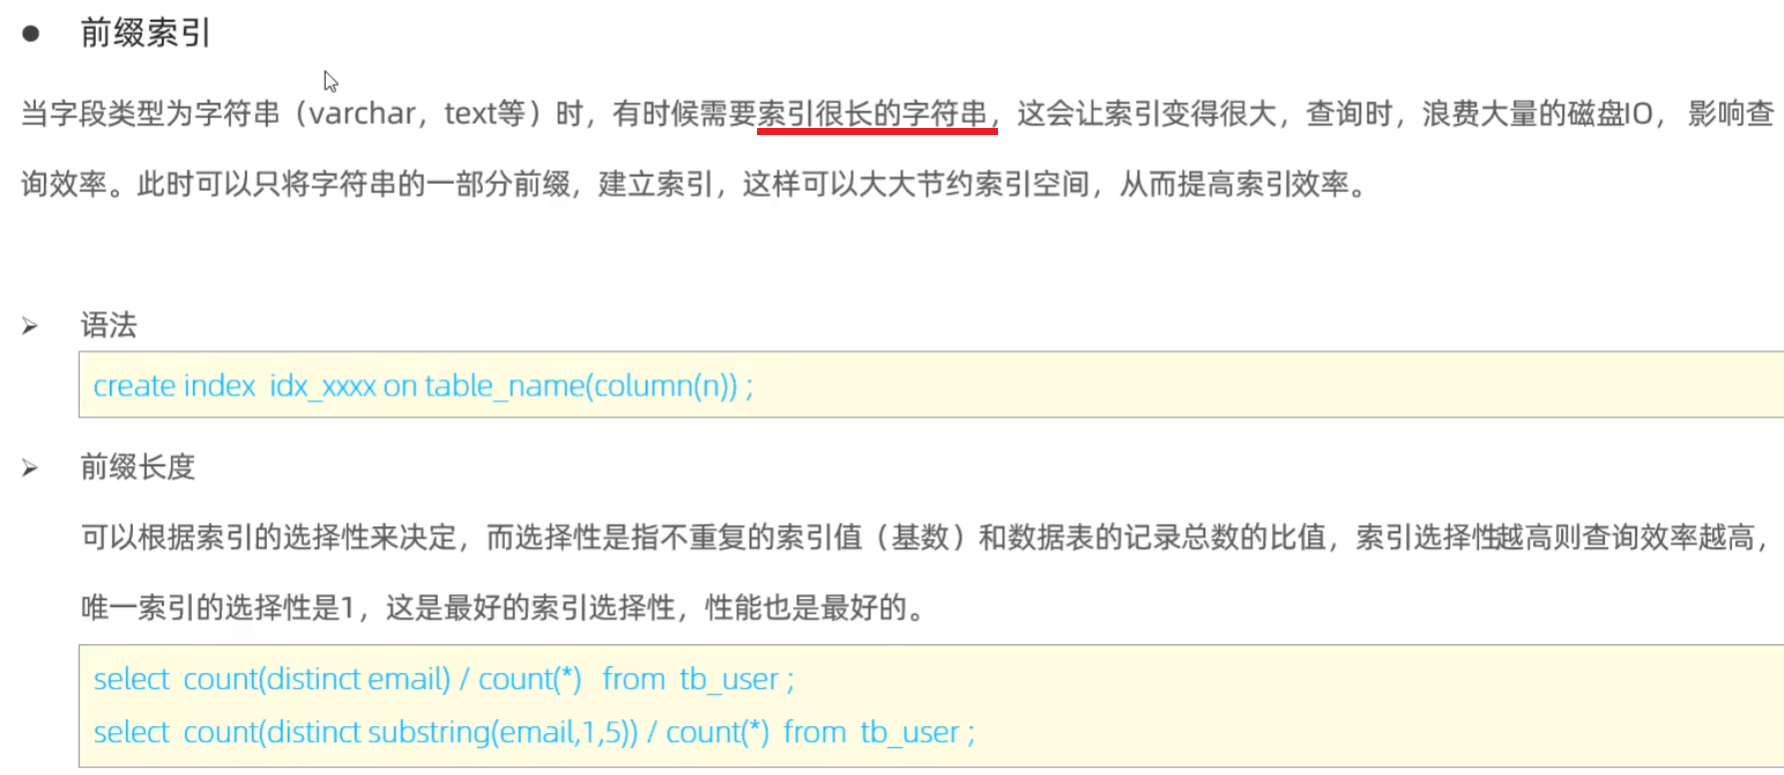 ● 前缀索引
当字段类型为字符串（varchar，text等）时，有时候需要索引很长的字符串，这会让索引变得很大，查询时，浪费大量的磁盘IO， 影响查
询效率。此时可以只将字符串的一部分前缀，建立索引，这样可以大大节约索引空间，从而提高索引效率。
➢ 语法
create index idx_xxxx on table_name(column(n)) ;
➢ 前缀长度
可以根据索引的选择性来决定，而选择性是指不重复的索引值（基数）和数据表的记录总数的比值，索引选择性越高则查询效率越高，
唯一索引的选择性是1，这是最好的索引选择性，性能也是最好的。
select count(distinct email) / count(*) from tb_user ;
select count(distinct substring(email,1,5)) / count(*) from tb_user ;